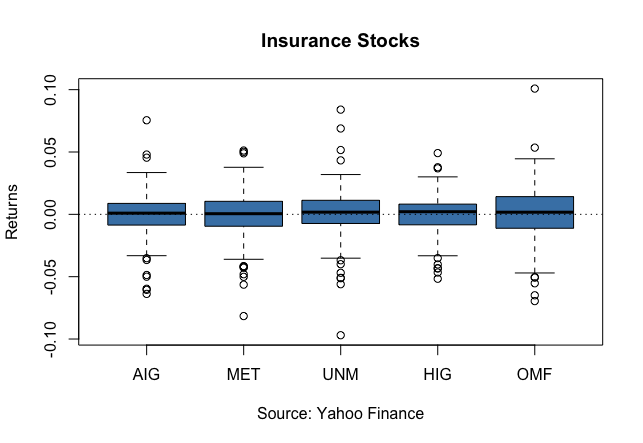 Insurance Stocks
Returns
0.10
0.05
0.00
-0.05
-0.10
AIG MET UNM HIG OMF
Source: Yahoo Finance